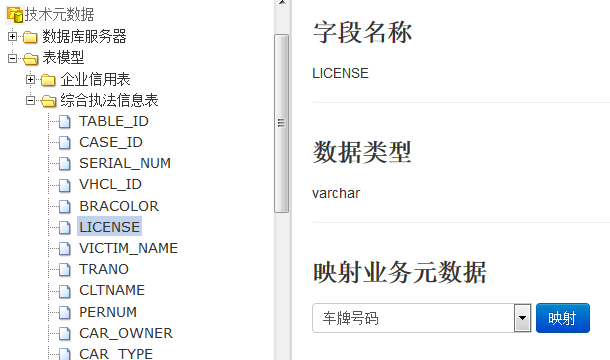 技术元数据
数据库服务器
表模型
企业信用表
综合执法信息表
TABLE_ID
CASE_ID
SERIAL_NUM
VHCL_ID
BRACOLOR
LICENSE
VICTIM_NAME
TRANO
CLTNAME
PERNUM
CAR_OWNER
CAR_TYPE
字段名称
LICENSE
数据类型
varchar
映射业务元数据
车牌号码 映射